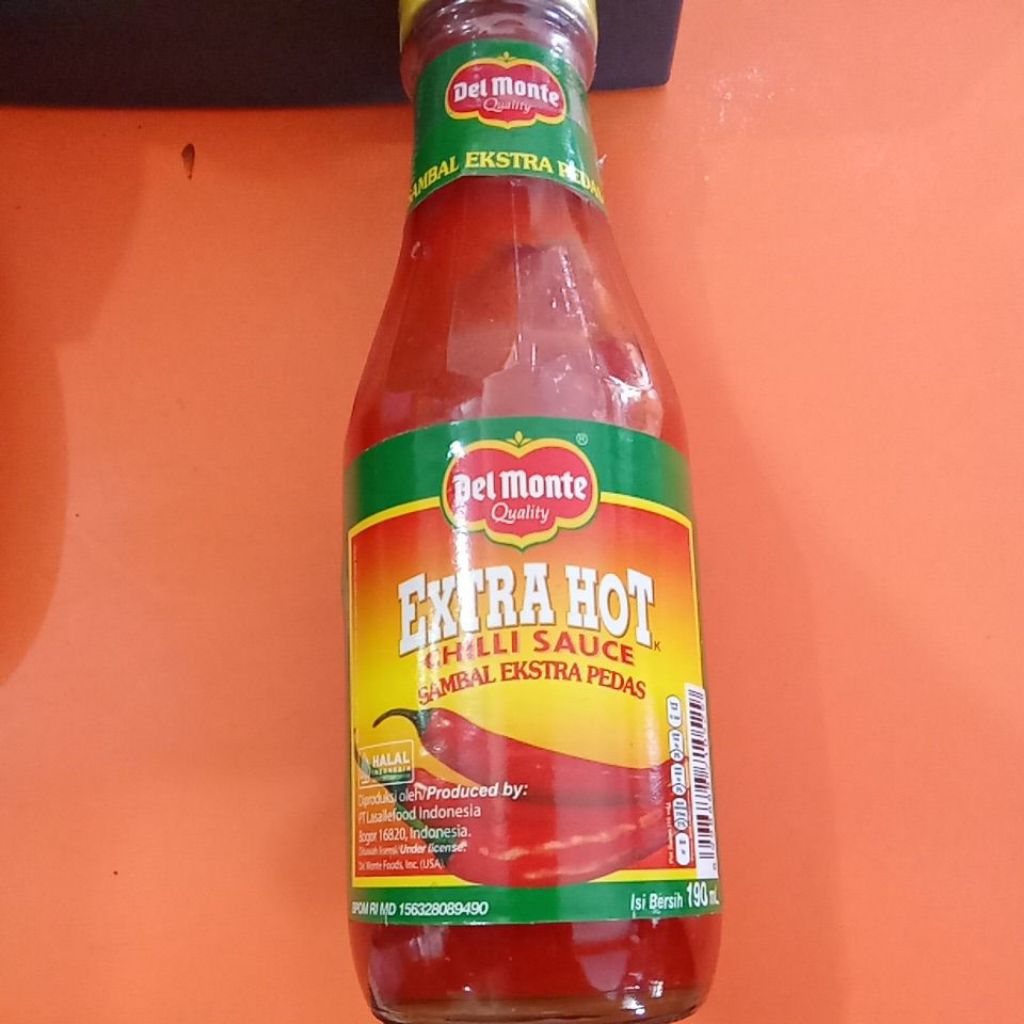 Del Monte
Quality
SAMBAL EKSTRA PEDAS
®
Del Monte
Quality
EXTRA HOT
K
CHILLI SAUCE
SAMBAL EKSTRA PEDAS
HALAL
INDONESIA
Diproduksi oleh/Produced by:
PT Lasallefood Indonesia
Bogor 16820, Indonesia.
Under license:
Del Monte Foods, Inc. (USA).
BPOM RI MD 156328089490
Isi Bersih 190 mL